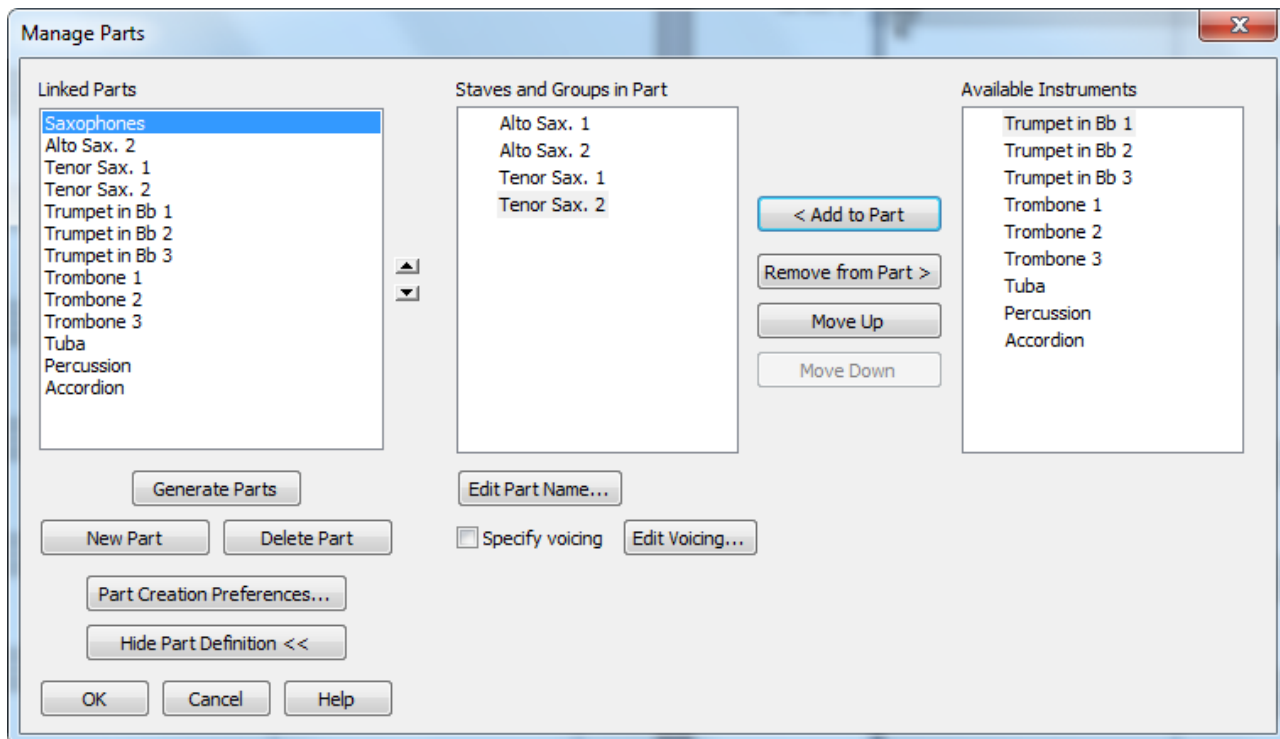 Manage Parts
Linked Parts
Saxophones
Alto Sax. 2
Tenor Sax. 1
Tenor Sax. 2
Trumpet in Bb 1
Trumpet in Bb 2
Trumpet in Bb 3
Trombone 1
Trombone 2
Trombone 3
Tuba
Percussion
Accordion
Generate Parts
New Part
Delete Part
Part Creation Preferences...
Hide Part Definition <<
OK
Cancel
Help
Staves and Groups in Part
Alto Sax. 1
Alto Sax. 2
Tenor Sax. 1
Tenor Sax. 2
Edit Part Name...
Specify voicing
Edit Voicing...
< Add to Part
Remove from Part >
Move Up
Move Down
Available Instruments
Trumpet in Bb 1
Trumpet in Bb 2
Trumpet in Bb 3
Trombone 1
Trombone 2
Trombone 3
Tuba
Percussion
Accordion